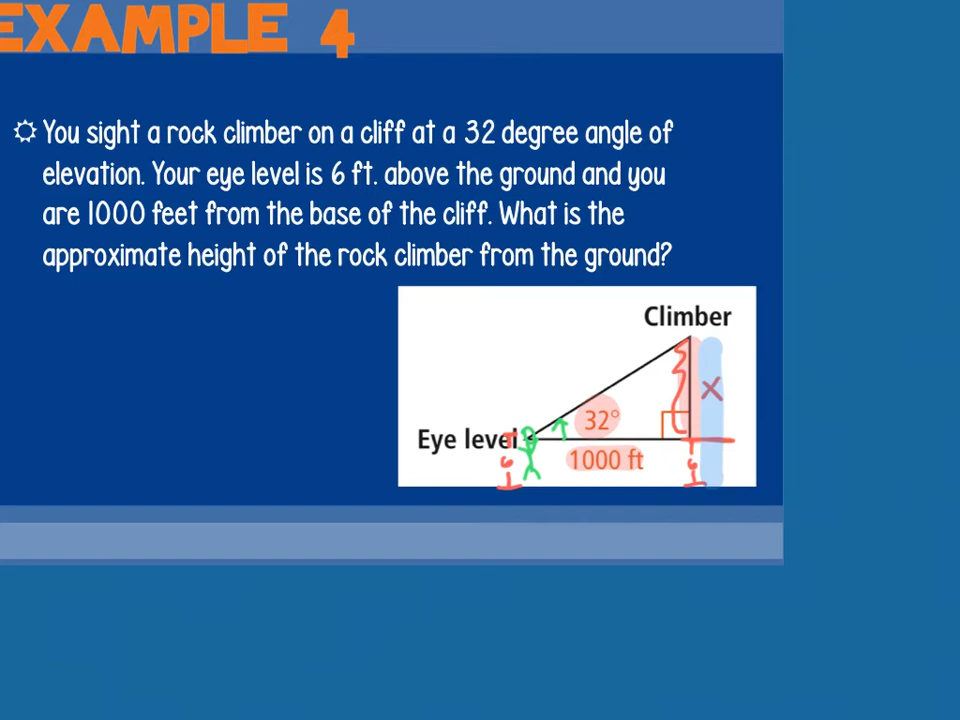 EXAMPLE 4
You sight a rock climber on a cliff at a 32 degree angle of
elevation. Your eye level is 6 ft. above the ground and you
are 1000 feet from the base of the cliff. What is the
approximate height of the rock climber from the ground?
Climber
x
32°
Eye level
1000 ft
6
6